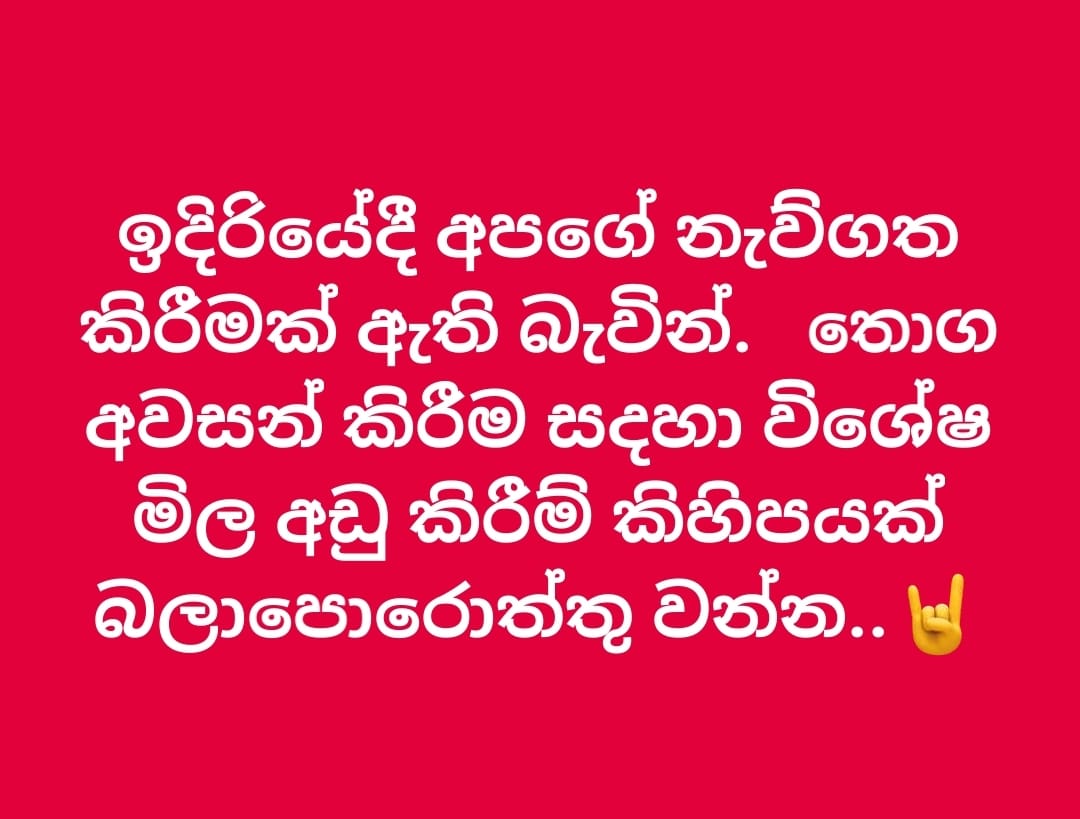 ඉදිරියේදී අපගේ නැව්ගත
කිරීමක් ඇති බැවින්.   තොග
අවසන් කිරීම සදහා විශේෂ
මිල අඩු කිරීම් කිහිපයක්
බලාපොරොත්තු වන්න..🤘